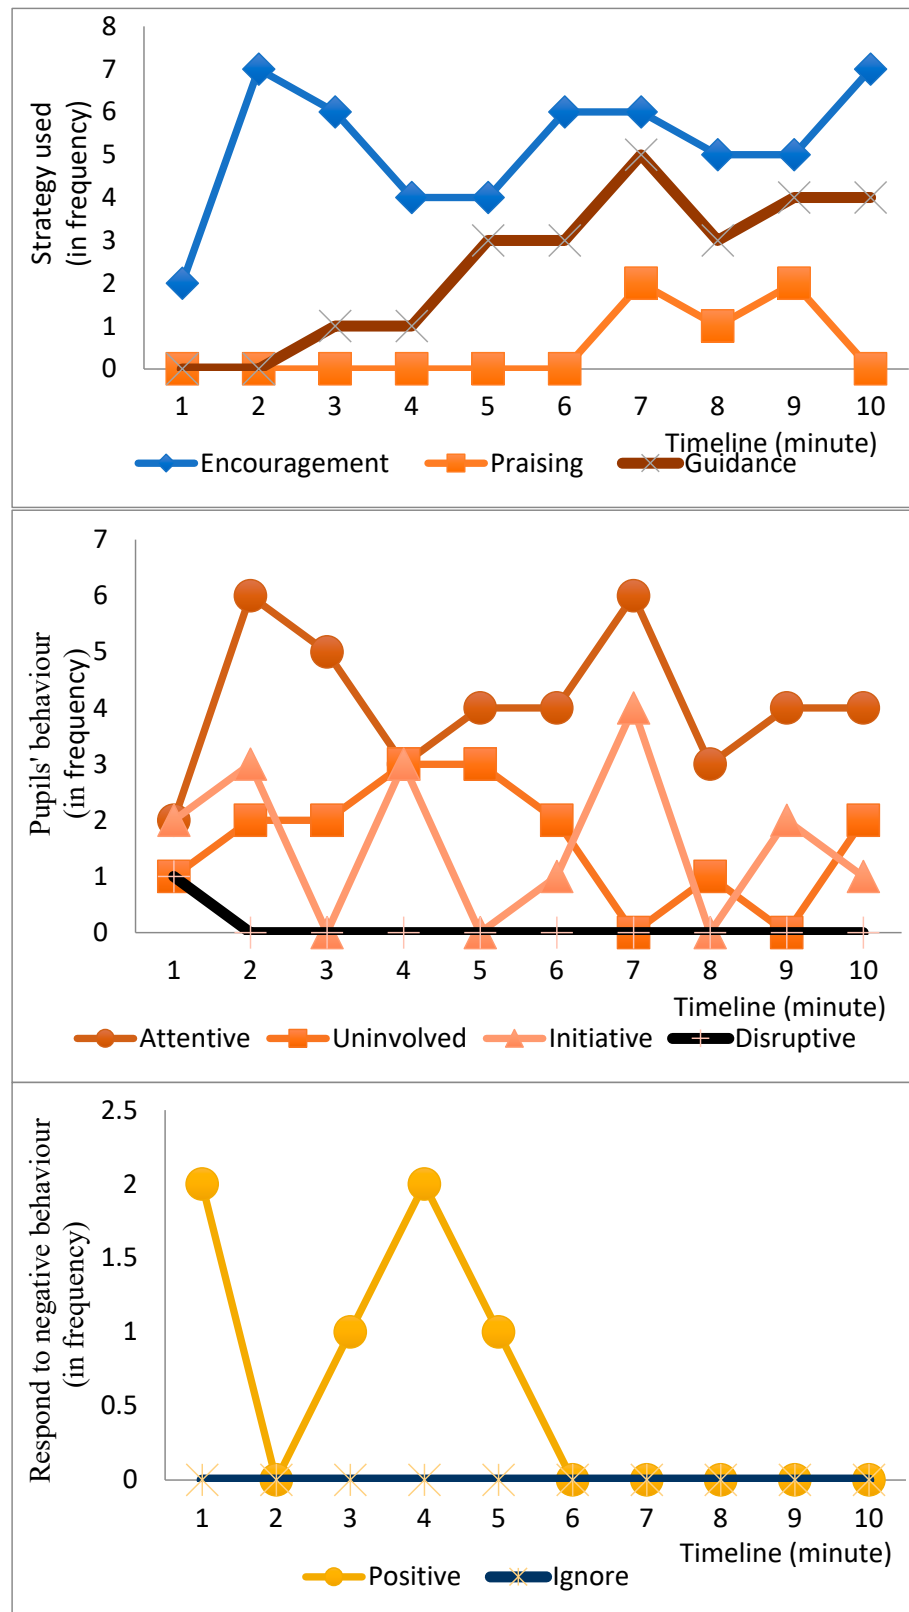 8
7
6
5
4
3
2
1
0
Strategy used
(in frequency)
1 2 3 4 5 6 7 8 9 10
Timeline (minute)
Encouragement Praising Guidance
7
6
5
4
3
2
1
0
Pupils' behaviour
(in frequency)
1 2 3 4 5 6 7 8 9 10
Timeline (minute)
Attentive Uninvolved Initiative Disruptive
2.5
2
1.5
1
0.5
0
Respond to negative behaviour
(in frequency)
1 2 3 4 5 6 7 8 9 10
Timeline (minute)
Positive Ignore